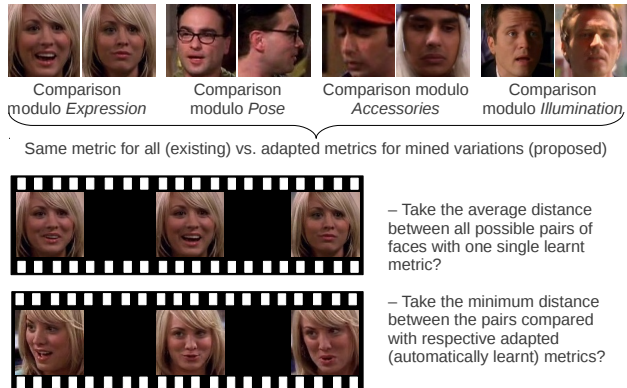 Comparison
modulo Expression
Comparison
modulo Pose
Comparison modulo
Accessories
Comparison
modulo Illumination
Same metric for all (existing) vs. adapted metrics for mined variations (proposed)
– Take the average distance
between all possible pairs of
faces with one single learnt
metric?
– Take the minimum distance
between the pairs compared
with respective adapted
(automatically learnt) metrics?